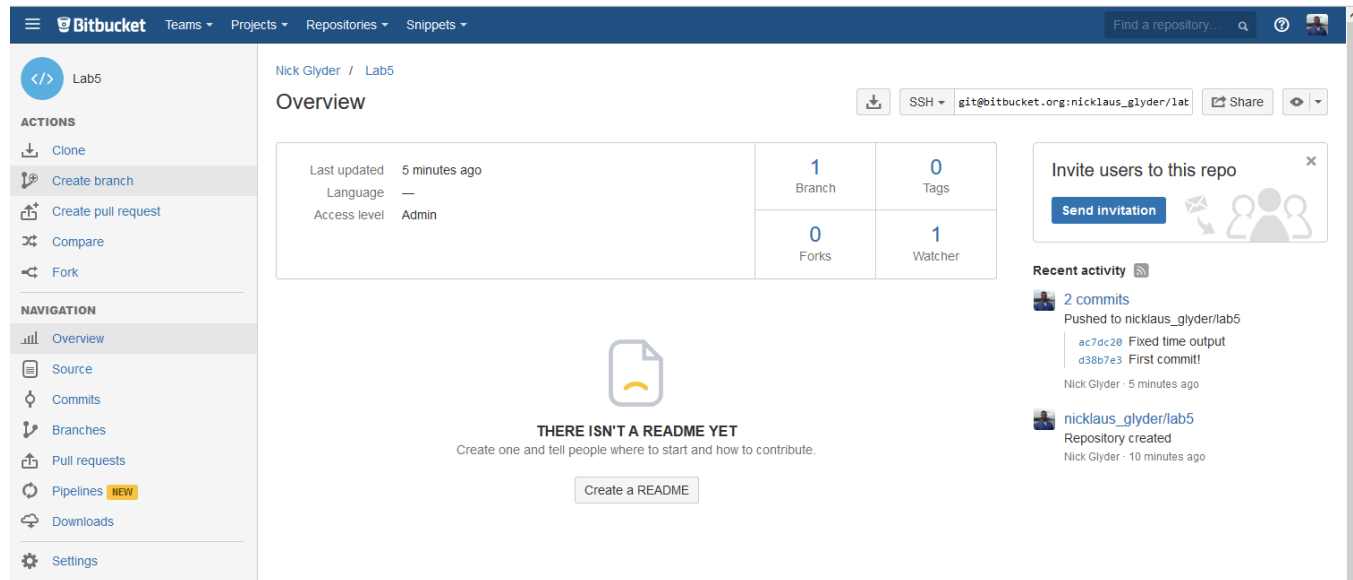 Bitbucket Teams Projects Repositories Snippets Find a repository...
</> Lab5
ACTIONS
Clone
Create branch
Create pull request
Compare
Fork
NAVIGATION
Overview
Source
Commits
Branches
Pull requests
Pipelines NEW
Downloads
Settings
Nick Glyder / Lab5
Overview
SSH git@bitbucket.org:nicklaus_glyder/lab Share
Last updated 5 minutes ago
Language —
Access level Admin
1 Branch
0 Tags
0 Forks
1 Watcher
THERE ISN'T A README YET
Create one and tell people where to start and how to contribute.
Create a README
Invite users to this repo
Send invitation
Recent activity
2 commits
Pushed to nicklaus_glyder/lab5
ac7dc20 Fixed time output
d38b7e3 First commit!
Nick Glyder · 5 minutes ago
nicklaus_glyder/lab5
Repository created
Nick Glyder · 10 minutes ago